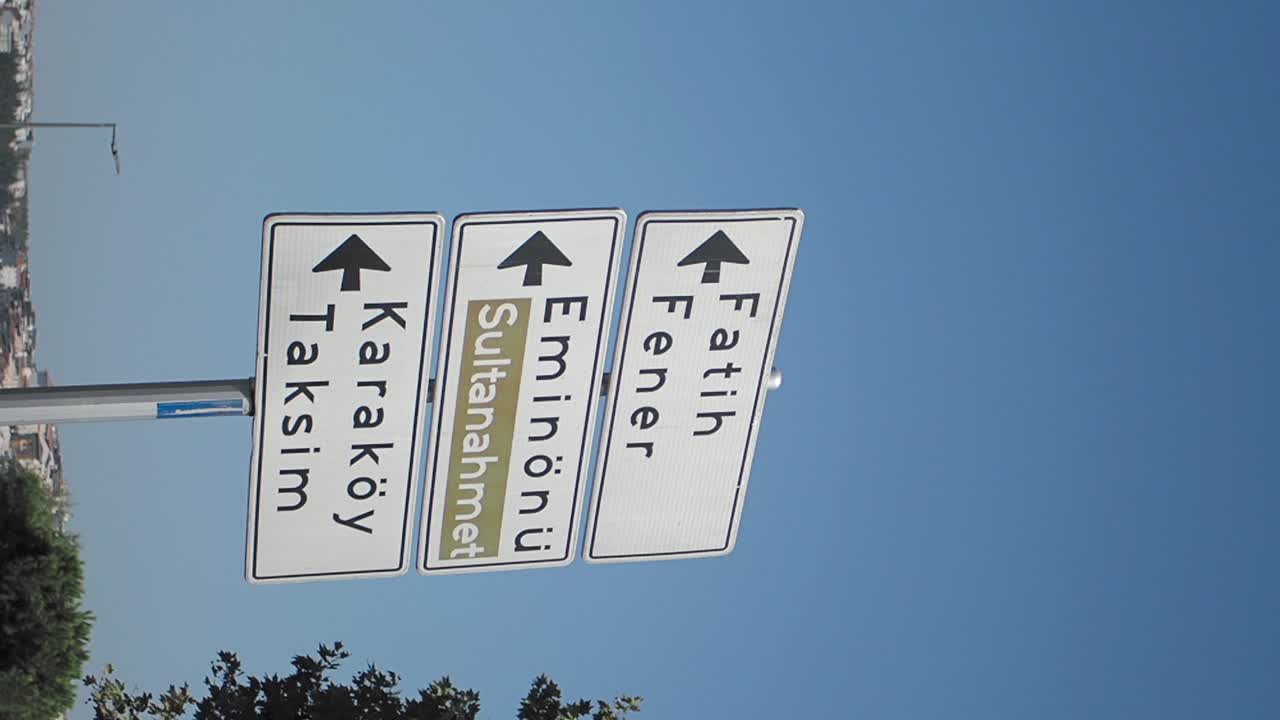 Fatih
Fener
Eminönü
Sultanahmet
Karaköy
Taksim